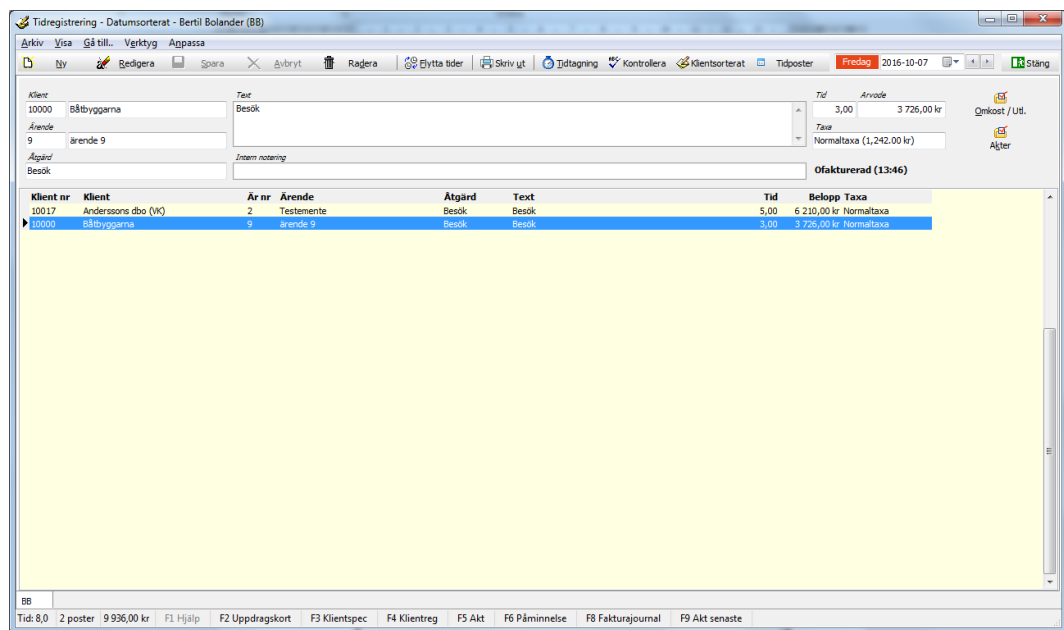 Tidregistrering - Datumsorterat - Bertil Bolander (BB)
Arkiv Visa Gå till.. Verktyg Anpassa
Ny Redigera Spara Avbryt Radera Flytta tider Skriv ut Tidtagning Kontrollera Klientsorterat Tidposter Fredag 2016-10-07 Stäng
Klient Text Tid Arvode
10000 Båtbyggarna Besök 3,00 3 726,00 kr Omkost / Utl.
Ärende Taxa
9 ärende 9 Normaltaxa (1,242.00 kr) Akter
Åtgärd Intern notering
Besök Ofakturerad (13:46)
Klient nr Klient Är nr Ärende Åtgärd Text Tid Belopp Taxa
10017 Anderssons dbo (VK) 2 Testemente Besök Besök 5,00 6 210,00 kr Normaltaxa
10000 Båtbyggarna 9 ärende 9 Besök Besök 3,00 3 726,00 kr Normaltaxa
BB
Tid: 8,0 2 poster 9 936,00 kr F1 Hjälp F2 Uppdragskort F3 Klientspec F4 Klientreg F5 Akt F6 Påminnelse F8 Fakturajournal F9 Akt senaste